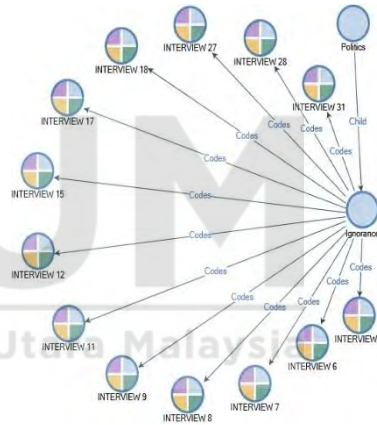 INTERVIEW 27
INTERVIEW 18
INTERVIEW 28
Politics
INTERVIEW 31
Child
INTERVIEW 17
Codes
Codes
Codes
Codes
Codes
Codes
INTERVIEW 15
Codes
Ignorance
INTERVIEW 12
Codes
Codes
Codes
Codes
Codes
Codes
Codes
INTERVIEW 11
Utara Malaysia
INTERVIEW
INTERVIEW 6
INTERVIEW 9
INTERVIEW 8
INTERVIEW 7